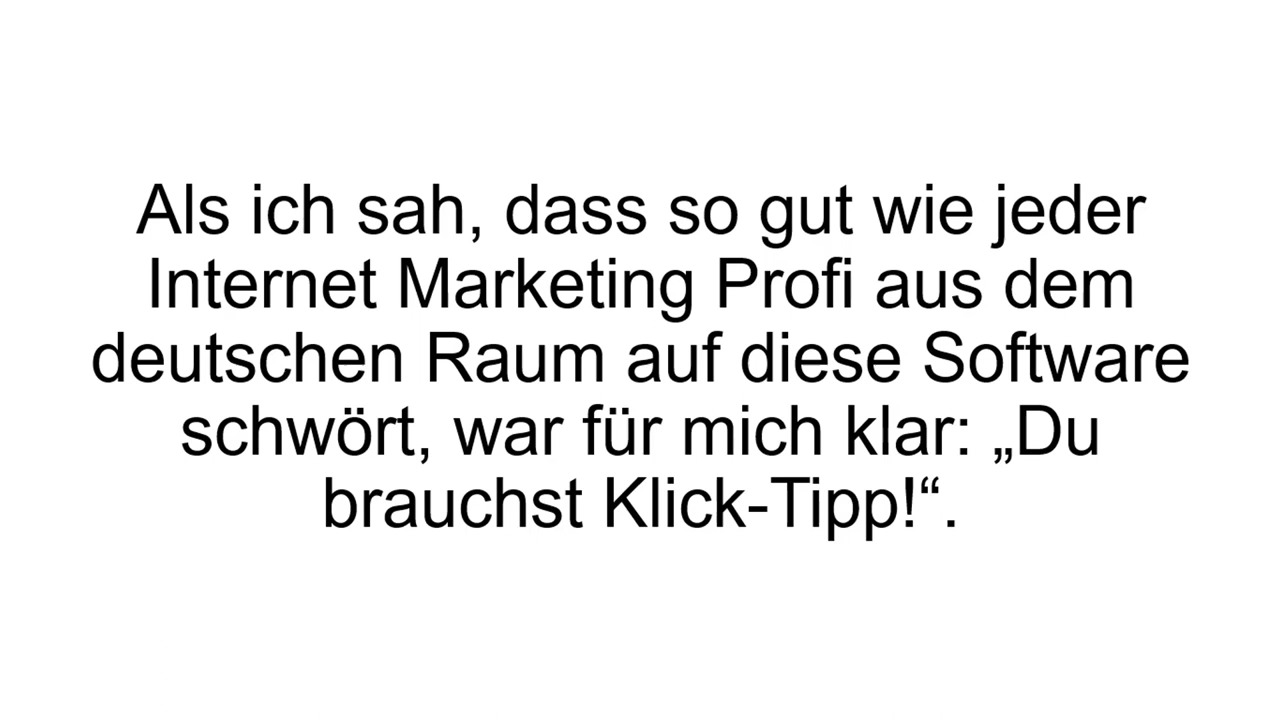 Als ich sah, dass so gut wie jeder
Internet Marketing Profi aus dem
deutschen Raum auf diese Software
schwört, war für mich klar: „Du
brauchst Klick-Tipp!“.